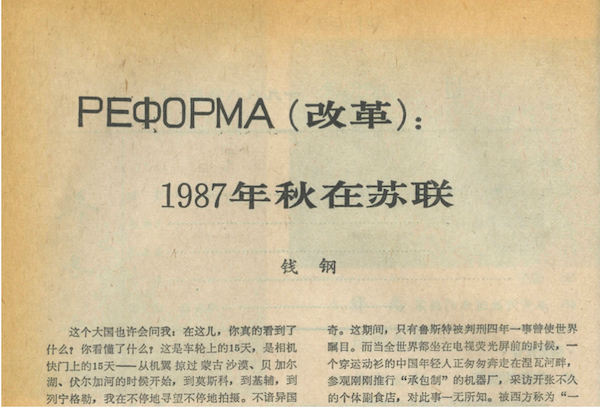 РЕФОРМА（改革）：
1987年秋在苏联
钱 钢
这个大国也许会问我：在这儿，你真的看到了
什么？你看懂了什么？这是车轮上的15天，是相机
快门上的15天——从机翼掠过蒙古沙漠、贝加尔
湖、伏尔加河的时候开始，到莫斯科，到基辅，到
列宁格勒，我在不停地寻望不停地拍摄。不谙异国
奇。这期间，只有鲁斯特被判刑四年一事曾使世界
瞩目。而当全世界都坐在电视荧光屏前的时候，一
个穿运动衫的中国年轻人正匆匆奔走在涅瓦河畔，
参观刚刚推行“承包制”的机器厂，采访开张不久
的个体副食店，对此事一无所知。被西方称为“一